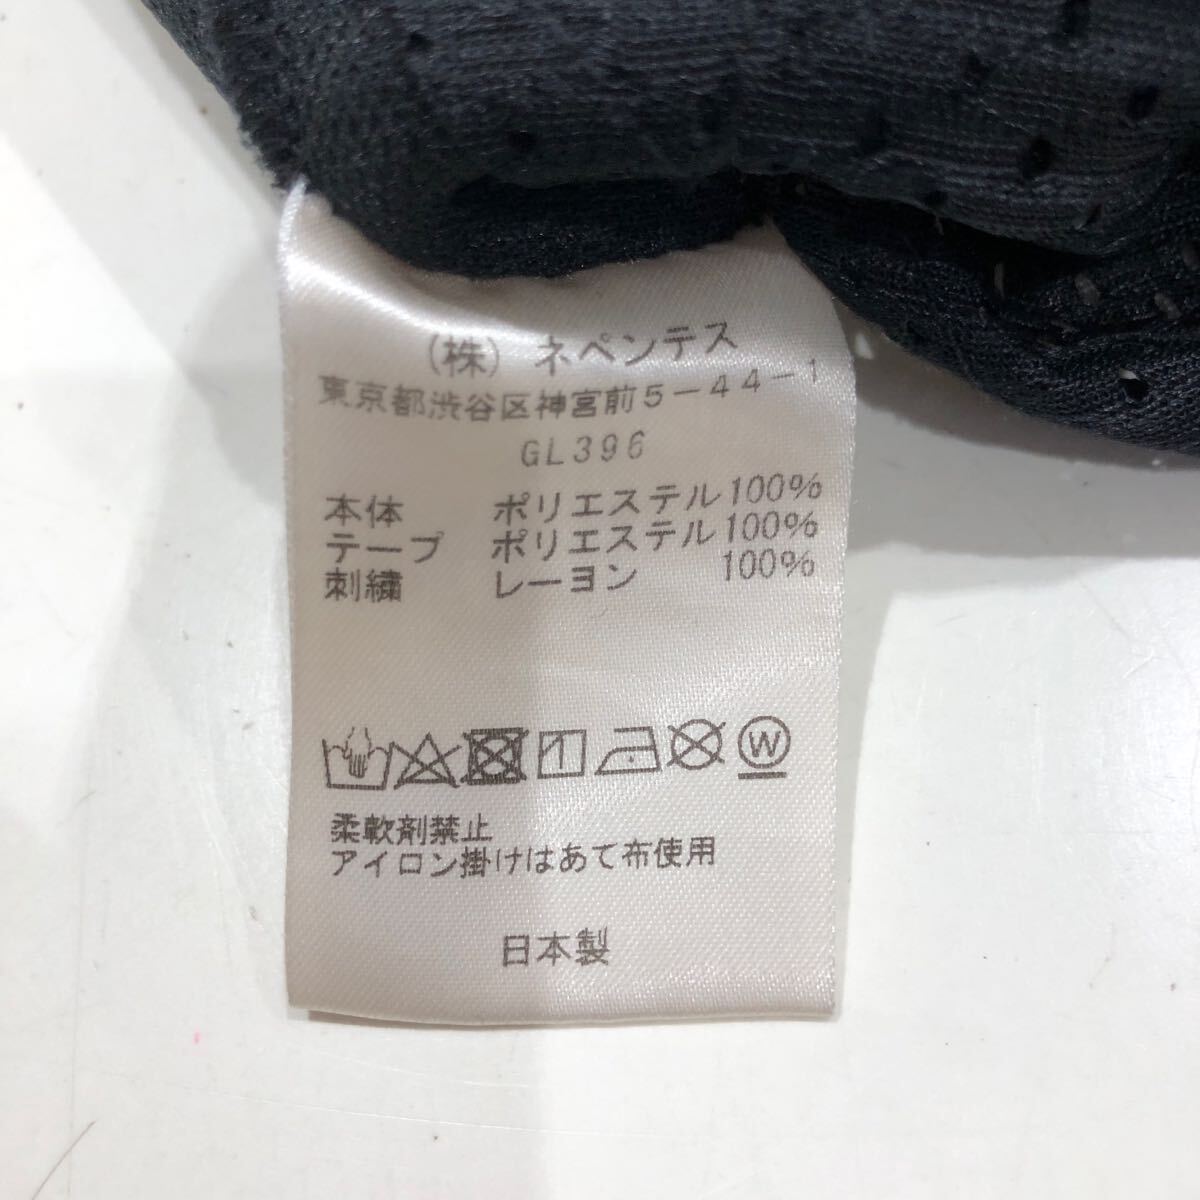 (株) ネペンテス
東京都渋谷区神宮前5-44-1
GL396
本体 ポリエステル100%
テープ ポリエステル100%
刺繍 レーヨン 100%
W
柔軟剤禁止
アイロン掛けはあて布使用
日本製